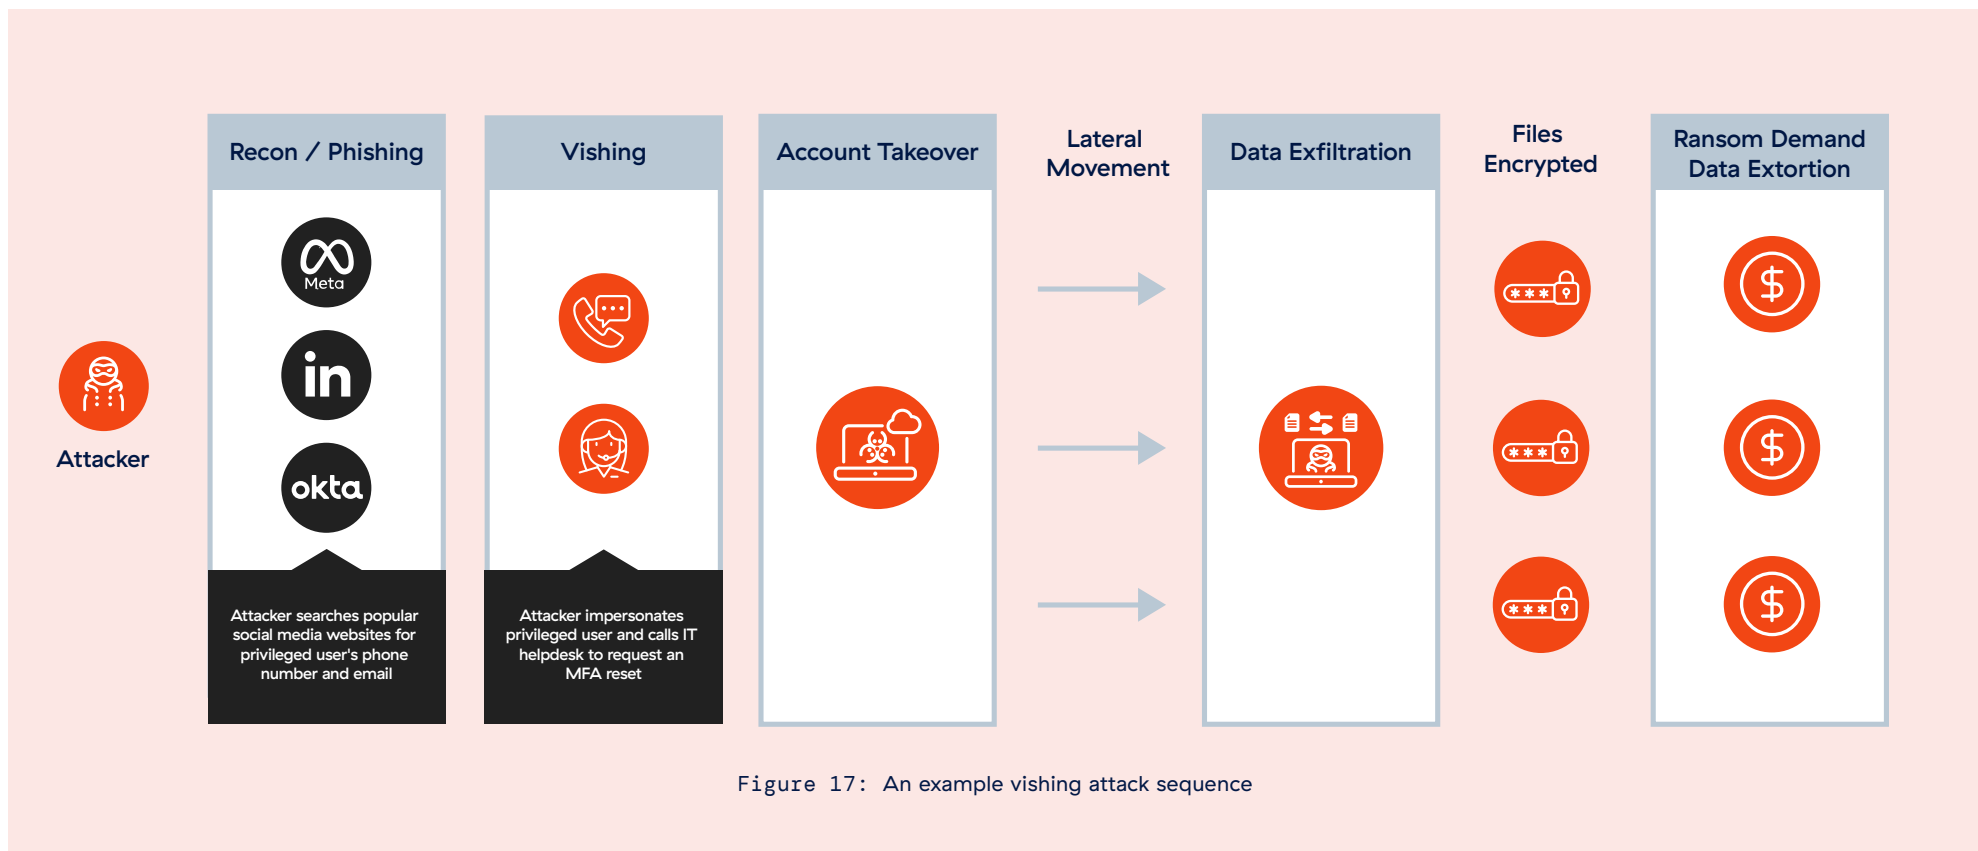 Recon / Phishing
Vishing
Account Takeover
Lateral
Movement
Data Exfiltration
Files
Encrypted
Ransom Demand
Data Extortion
Meta
in
okta
Attacker
***
***
***
$
$
$
Attacker searches popular
social media websites for
privileged user's phone
number and email
Attacker impersonates
privileged user and calls IT
helpdesk to request an
MFA reset
Figure 17: An example vishing attack sequence